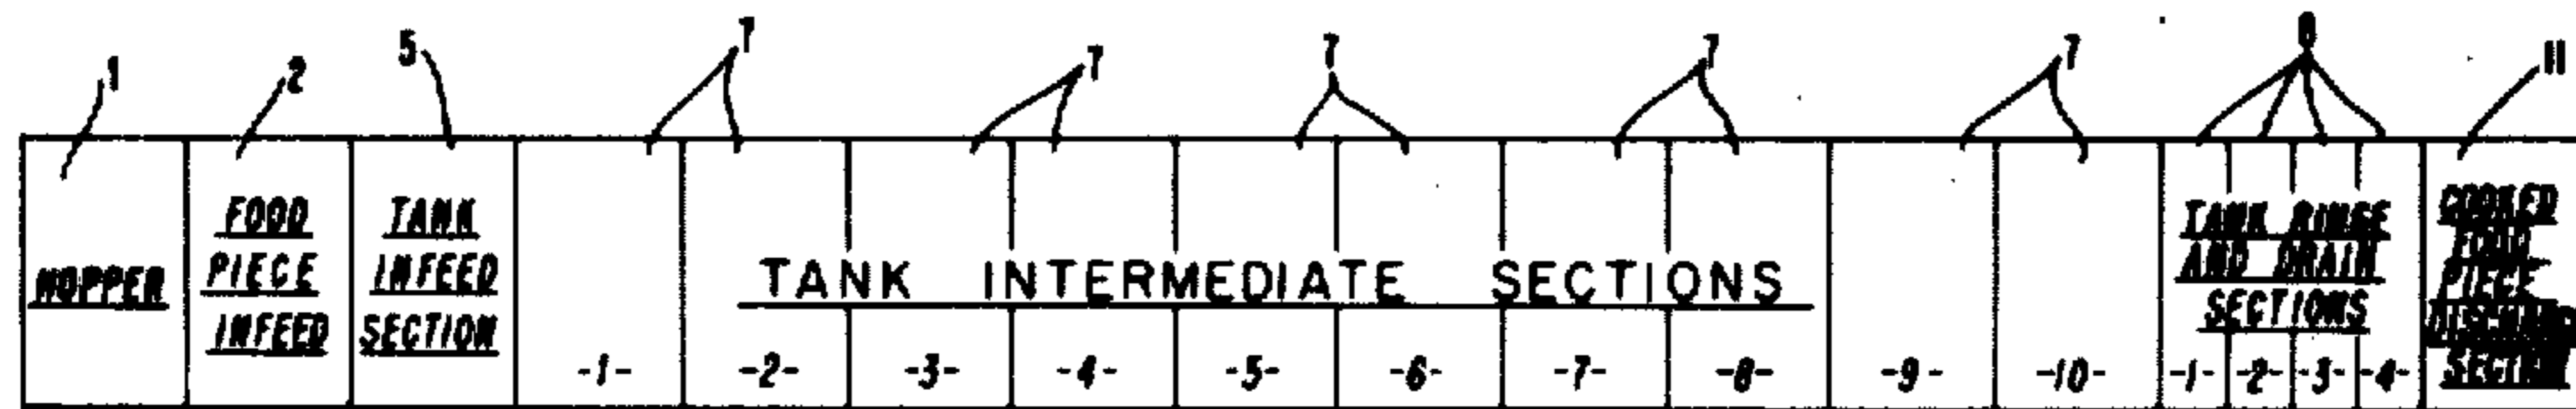 1 2 5 7 7 7 7 7 8 11
HOPPER
FOOD
PIECE
INFEED
TANK
INFEED
SECTION
TANK INTERMEDIATE SECTIONS
-1- -2- -3- -4- -5- -6- -7- -8- -9- -10-
TANK RINSE
AND DRAIN
SECTIONS
-1- -2- -3- -4-
COOKED
FOOD
PIECE
DISCHARGE
SECTION